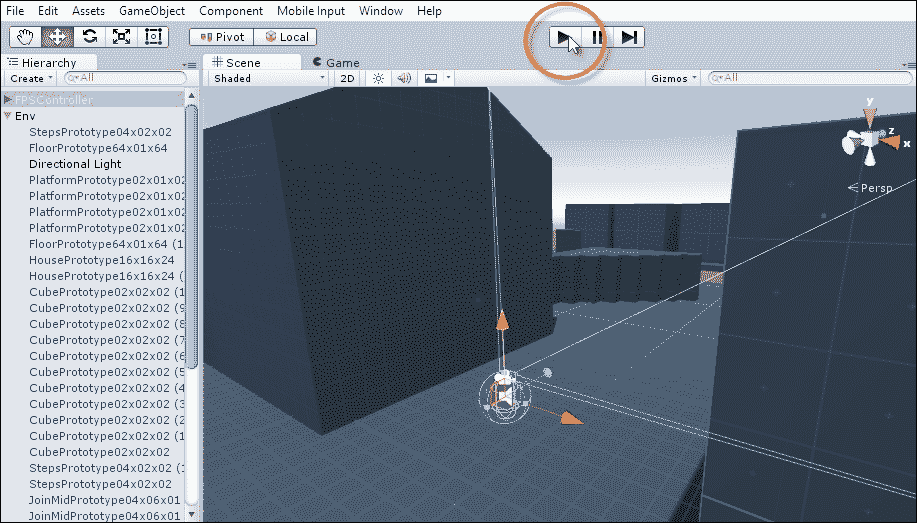 File Edit Assets GameObject Component Mobile Input Window Help
Pivot Local
Hierarchy
Scene Game
Create All
Shaded 2D Gizmos All
FPSController
Env
StepsPrototype04x02x02
FloorPrototype64x01x64
Directional Light
PlatformPrototype02x01x02
PlatformPrototype02x01x02
PlatformPrototype02x01x02
PlatformPrototype02x01x02
FloorPrototype64x01x64 (1
HousePrototype16x16x24
HousePrototype16x16x24 (
CubePrototype02x02x02 (1
CubePrototype02x02x02 (9
CubePrototype02x02x02 (8
CubePrototype02x02x02 (7
CubePrototype02x02x02 (6
CubePrototype02x02x02 (5
CubePrototype02x02x02 (4
CubePrototype02x02x02 (3
CubePrototype02x02x02 (2
CubePrototype02x02x02 (1
CubePrototype02x02x02
StepsPrototype04x02x02 (1
StepsPrototype04x02x02
JoinMidPrototype04x06x01
JoinMidPrototype04x06x01
y
z
x
Persp